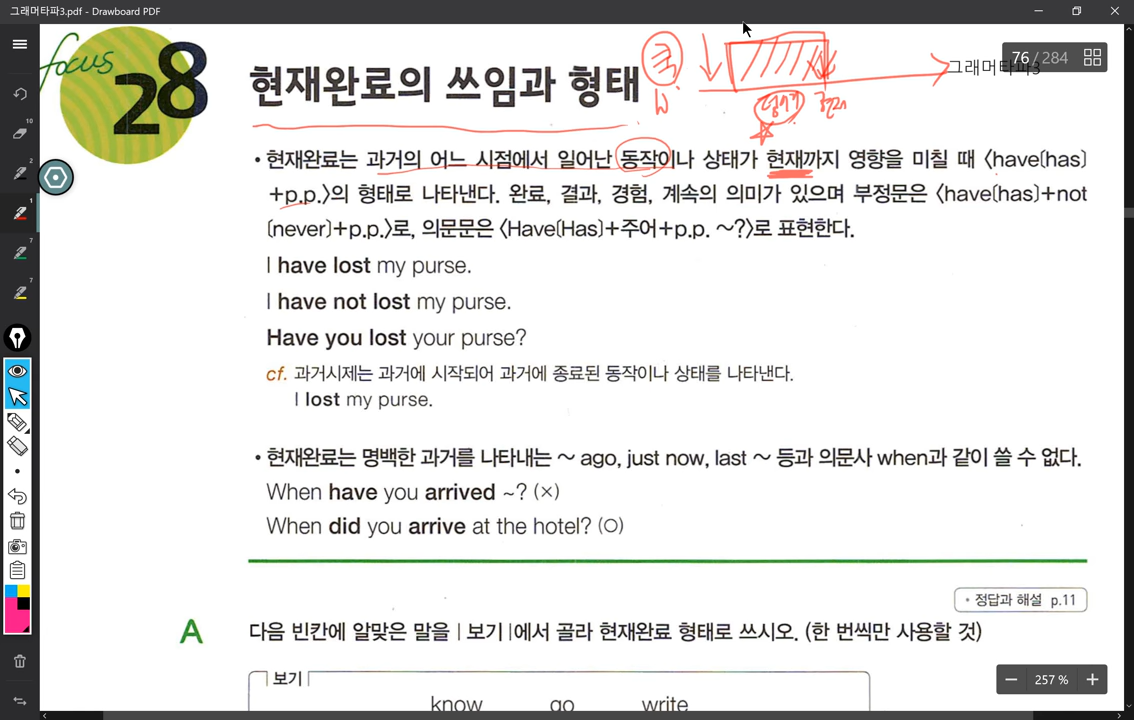 그래머타파3.pdf - Drawboard PDF
76 / 284
그래머타파3
focus
28
현재완료의 쓰임과 형태
현재
• 현재완료는 과거의 어느 시점에서 일어난 동작이나 상태가 현재까지 영향을 미칠 때 〈have(has)
+p.p.〉의 형태로 나타낸다. 완료, 결과, 경험, 계속의 의미가 있으며 부정문은 〈have(has)+not
(never)+p.p.〉로, 의문문은 〈Have(Has)+주어+p.p. ~?〉로 표현한다.
I have lost my purse.
I have not lost my purse.
Have you lost your purse?
cf. 과거시제는 과거에 시작되어 과거에 종료된 동작이나 상태를 나타낸다.
I lost my purse.
• 현재완료는 명백한 과거를 나타내는 ~ ago, just now, last ~ 등과 의문사 when과 같이 쓸 수 없다.
When have you arrived ~? (×)
When did you arrive at the hotel? (○)
• 정답과 해설 p.11
A 다음 빈칸에 알맞은 말을 |보기|에서 골라 현재완료 형태로 쓰시오. (한 번씩만 사용할 것)
보기
know go write
257 %
10
2
1
7
7